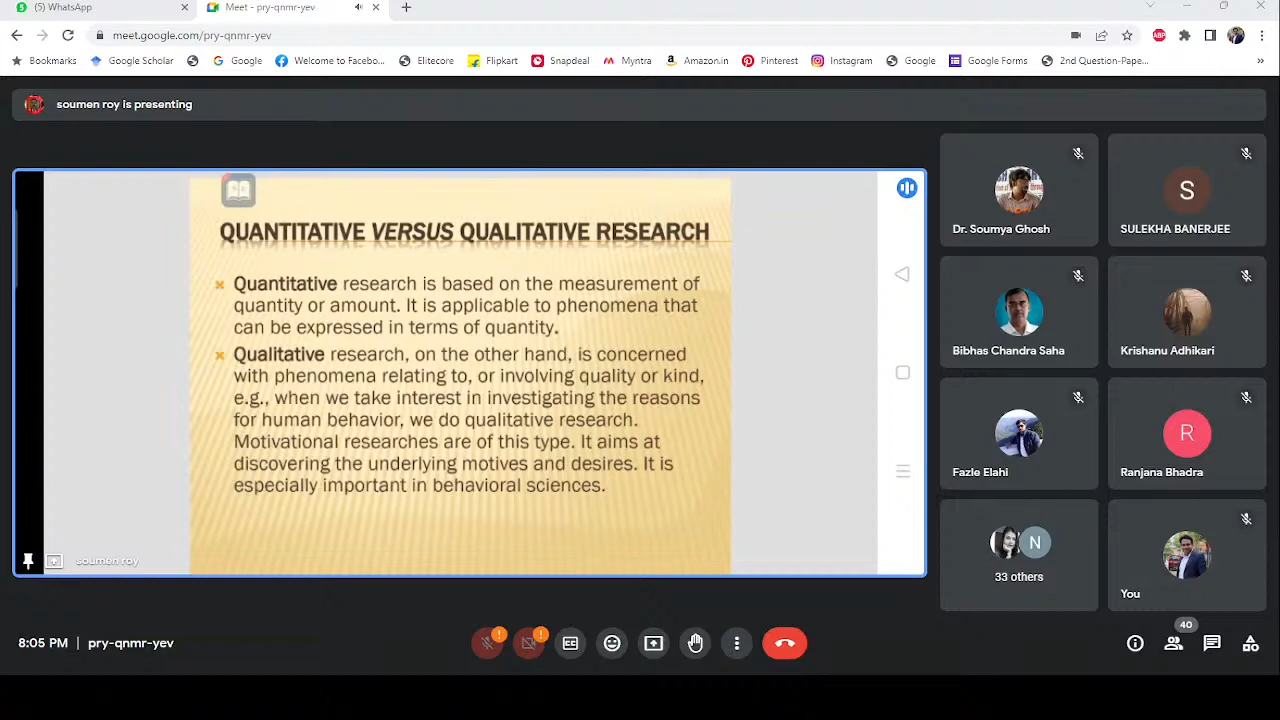 (5) WhatsApp
Meet - pry-qnmr-yev
meet.google.com/pry-qnmr-yev
ABP
Bookmarks Google Scholar Google Welcome to Facebo... Elitecore Flipkart Snapdeal Myntra Amazon.in Pinterest Instagram Google Google Forms 2nd Question-Pape... »
soumen roy is presenting
QUANTITATIVE VERSUS QUALITATIVE RESEARCH
Quantitative research is based on the measurement of
quantity or amount. It is applicable to phenomena that
can be expressed in terms of quantity.
Qualitative research, on the other hand, is concerned
with phenomena relating to, or involving quality or kind,
e.g., when we take interest in investigating the reasons
for human behavior, we do qualitative research.
Motivational researches are of this type. It aims at
discovering the underlying motives and desires. It is
especially important in behavioral sciences.
soumen roy
Dr. Soumya Ghosh
S
SULEKHA BANERJEE
Bibhas Chandra Saha
Krishanu Adhikari
Fazle Elahi
R
Ranjana Bhadra
N
33 others
You
8:05 PM | pry-qnmr-yev
40